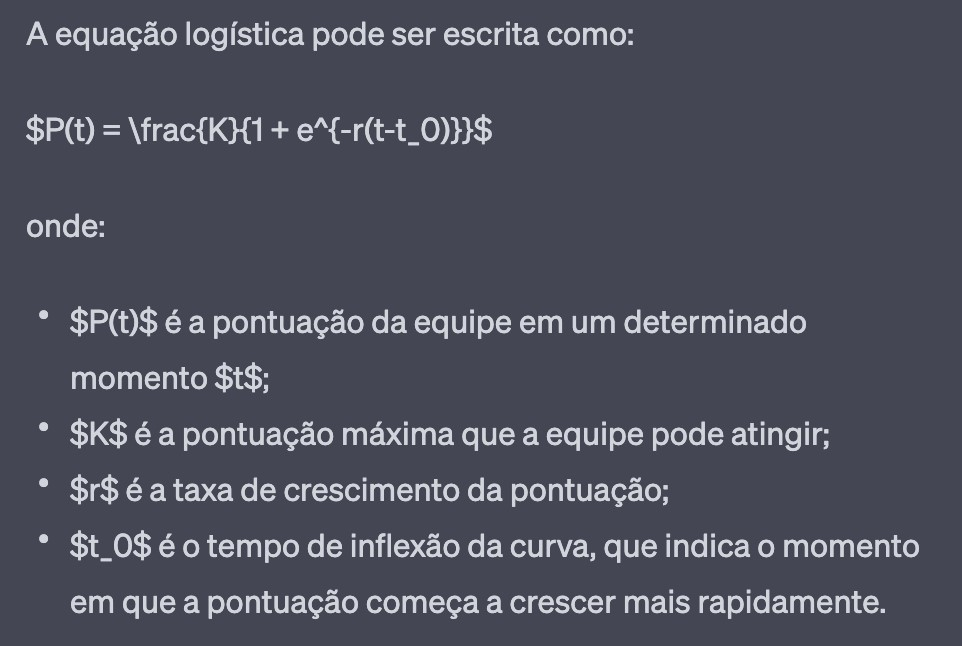 A equação logística pode ser escrita como:
$P(t) = \frac{K}{1 + e^{-r(t-t_0)}}$
onde:
• $P(t)$ é a pontuação da equipe em um determinado
momento $t$;
• $K$ é a pontuação máxima que a equipe pode atingir;
• $r$ é a taxa de crescimento da pontuação;
• $t_0$ é o tempo de inflexão da curva, que indica o momento
em que a pontuação começa a crescer mais rapidamente.